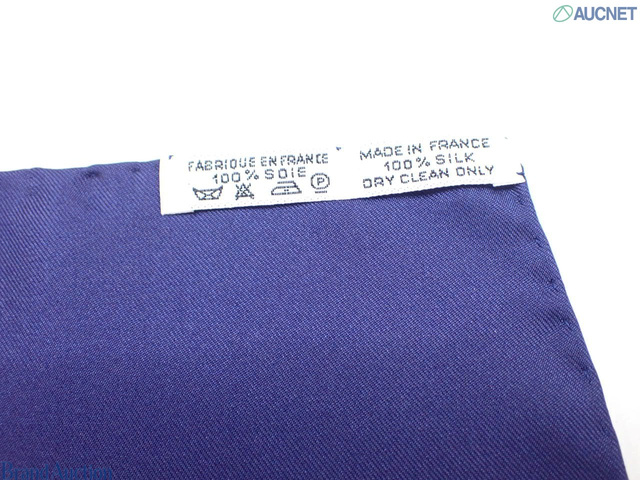 AUCNET
FABRIQUE EN FRANCE
100% SOIE
P
MADE IN FRANCE
100% SILK
DRY CLEAN ONLY